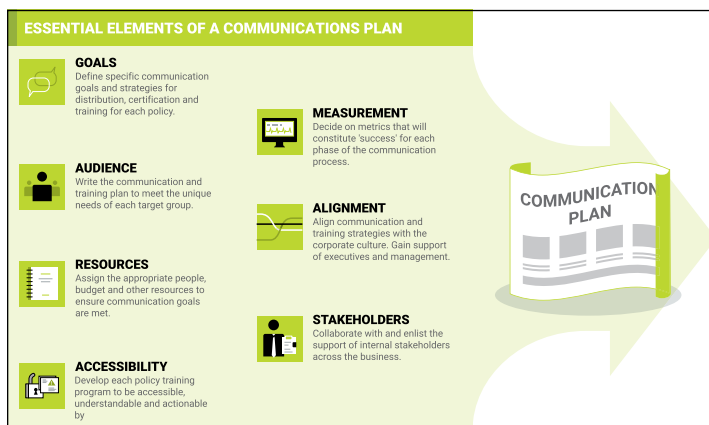 ESSENTIAL ELEMENTS OF A COMMUNICATIONS PLAN
GOALS
Define specific communication
goals and strategies for
distribution, certification and
training for each policy.
AUDIENCE
Write the communication and
training plan to meet the unique
needs of each target group.
RESOURCES
Assign the appropriate people,
budget and other resources to
ensure communication goals
are met.
ACCESSIBILITY
Develop each policy training
program to be accessible,
understandable and actionable
by
MEASUREMENT
Decide on metrics that will
constitute 'success' for each
phase of the communication
process.
ALIGNMENT
Align communication and
training strategies with the
corporate culture. Gain support
of executives and management.
STAKEHOLDERS
Collaborate with and enlist the
support of internal stakeholders
across the business.
COMMUNICATION
PLAN